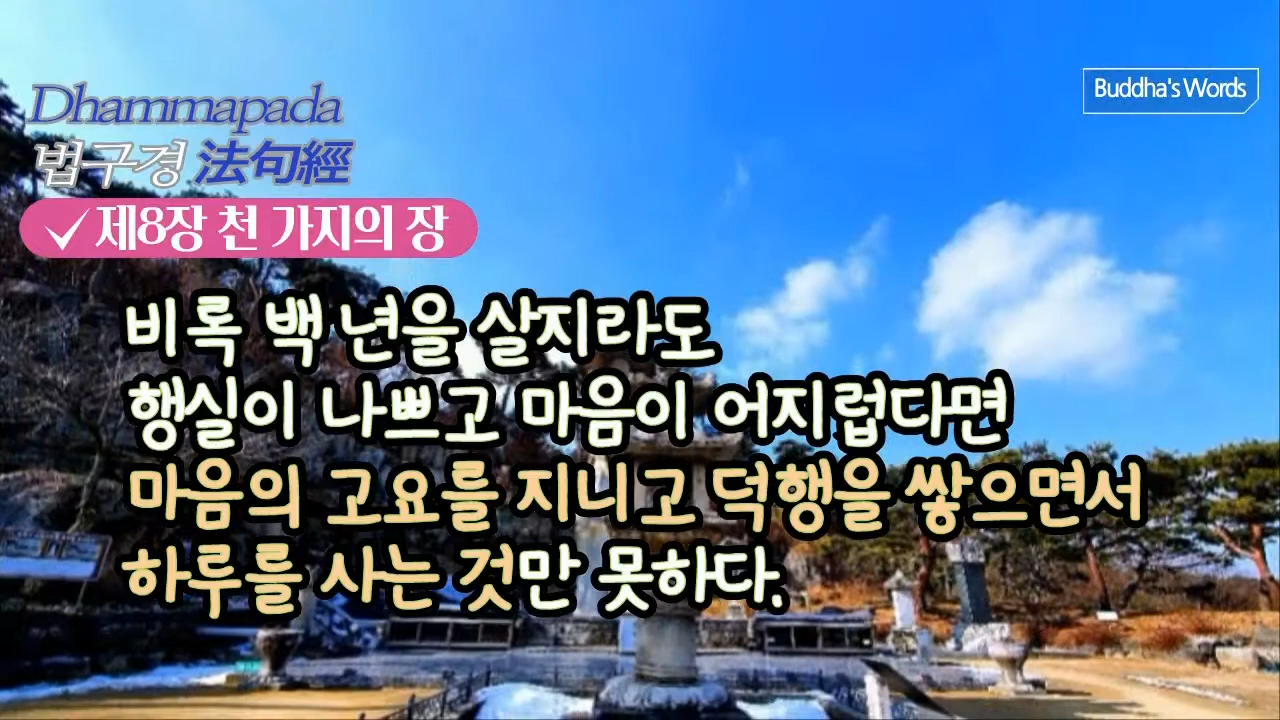 Dhammapada
법구경 法句經
Buddha's Words
제8장 천 가지의 장
비록 백 년을 살지라도
행실이 나쁘고 마음이 어지럽다면
마음의 고요를 지니고 덕행을 쌓으면서
하루를 사는 것만 못하다.